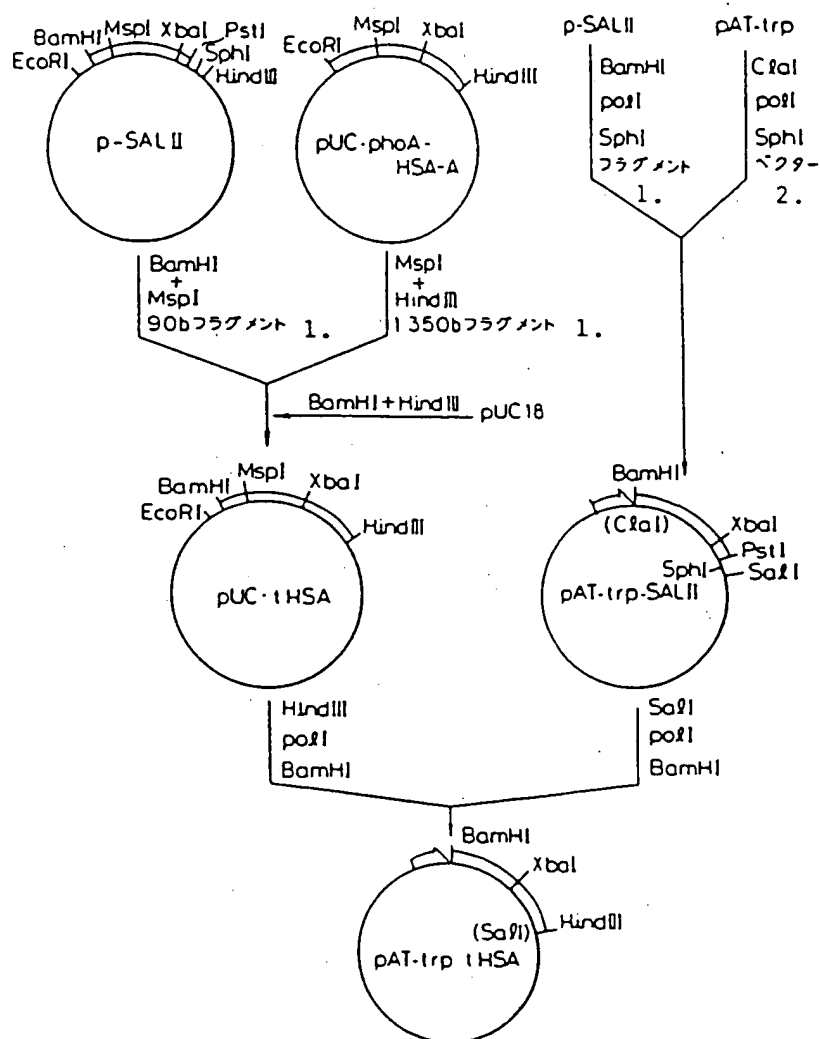 BamHI
MspI
XbaI
PstI
SphI
HindIII
EcoRI
p-SALII
EcoRI
MspI
XbaI
HindIII
pUC·phoA-
HSA-A
p-SALII
BamHI
polI
SphI
フラグメント
1.
pAT-trp
ClaI
polI
SphI
ベクター
2.
BamHI
+
MspI
90bフラグメント 1.
MspI
+
HindIII
1350bフラグメント 1.
BamHI+HindIII
pUC18
BamHI
MspI
XbaI
EcoRI
HindIII
pUC·tHSA
BamHI
(ClaI)
XbaI
PstI
SphI
SalI
pAT-trp-SALII
HindIII
polI
BamHI
SalI
polI
BamHI
BamHI
XbaI
(SalI)
HindIII
pAT-trp tHSA